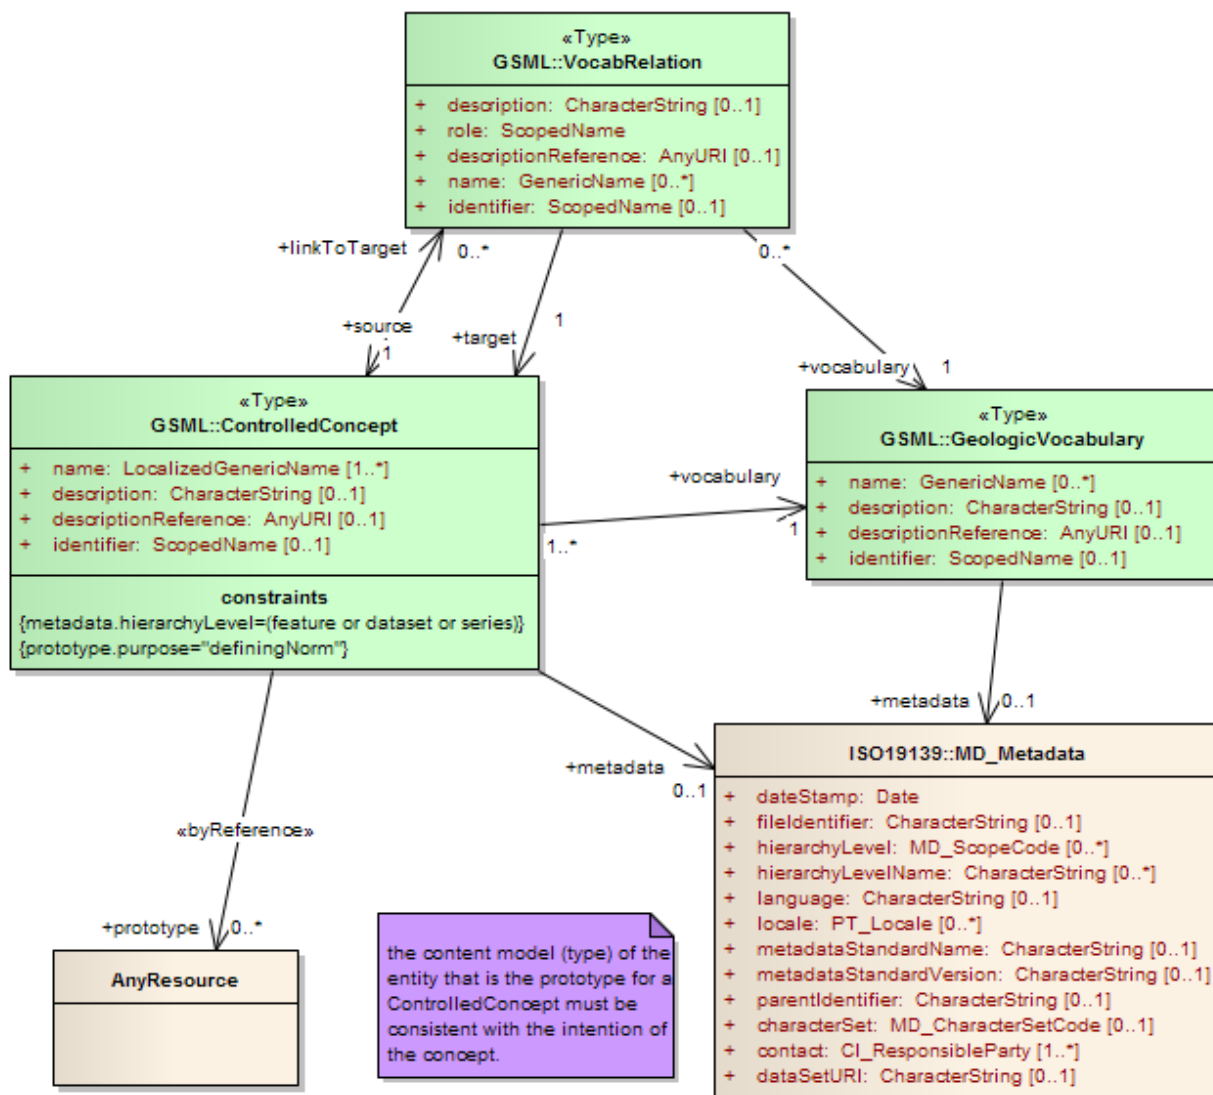 «Type»
GSML::VocabRelation
+ description: CharacterString [0..1]
+ role: ScopedName
+ descriptionReference: AnyURI [0..1]
+ name: GenericName [0..*]
+ identifier: ScopedName [0..1]
+linkToTarget
0..*
0..*
+source
1
+target
1
+vocabulary
1
«Type»
GSML::ControlledConcept
+ name: LocalizedGenericName [1..*]
+ description: CharacterString [0..1]
+ descriptionReference: AnyURI [0..1]
+ identifier: ScopedName [0..1]
constraints
{metadata.hierarchyLevel=(feature or dataset or series)}
{prototype.purpose="definingNorm"}
+vocabulary
1..*
1
«Type»
GSML::GeologicVocabulary
+ name: GenericName [0..*]
+ description: CharacterString [0..1]
+ descriptionReference: AnyURI [0..1]
+ identifier: ScopedName [0..1]
+metadata
0..1
+metadata
0..1
«byReference»
+prototype
0..*
AnyResource
the content model (type) of the
entity that is the prototype for a
ControlledConcept must be
consistent with the intention of
the concept.
ISO19139::MD_Metadata
+ dateStamp: Date
+ fileIdentifier: CharacterString [0..1]
+ hierarchyLevel: MD_ScopeCode [0..*]
+ hierarchyLevelName: CharacterString [0..*]
+ language: CharacterString [0..1]
+ locale: PT_Locale [0..*]
+ metadataStandardName: CharacterString [0..1]
+ metadataStandardVersion: CharacterString [0..1]
+ parentIdentifier: CharacterString [0..1]
+ characterSet: MD_CharacterSetCode [0..1]
+ contact: CI_ResponsibleParty [1..*]
+ dataSetURI: CharacterString [0..1]